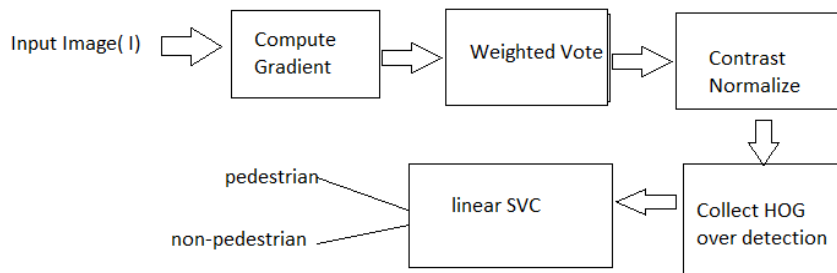 Input Image( I)
Compute
Gradient
Weighted Vote
Contrast
Normalize
Collect HOG
over detection
linear SVC
pedestrian
non-pedestrian